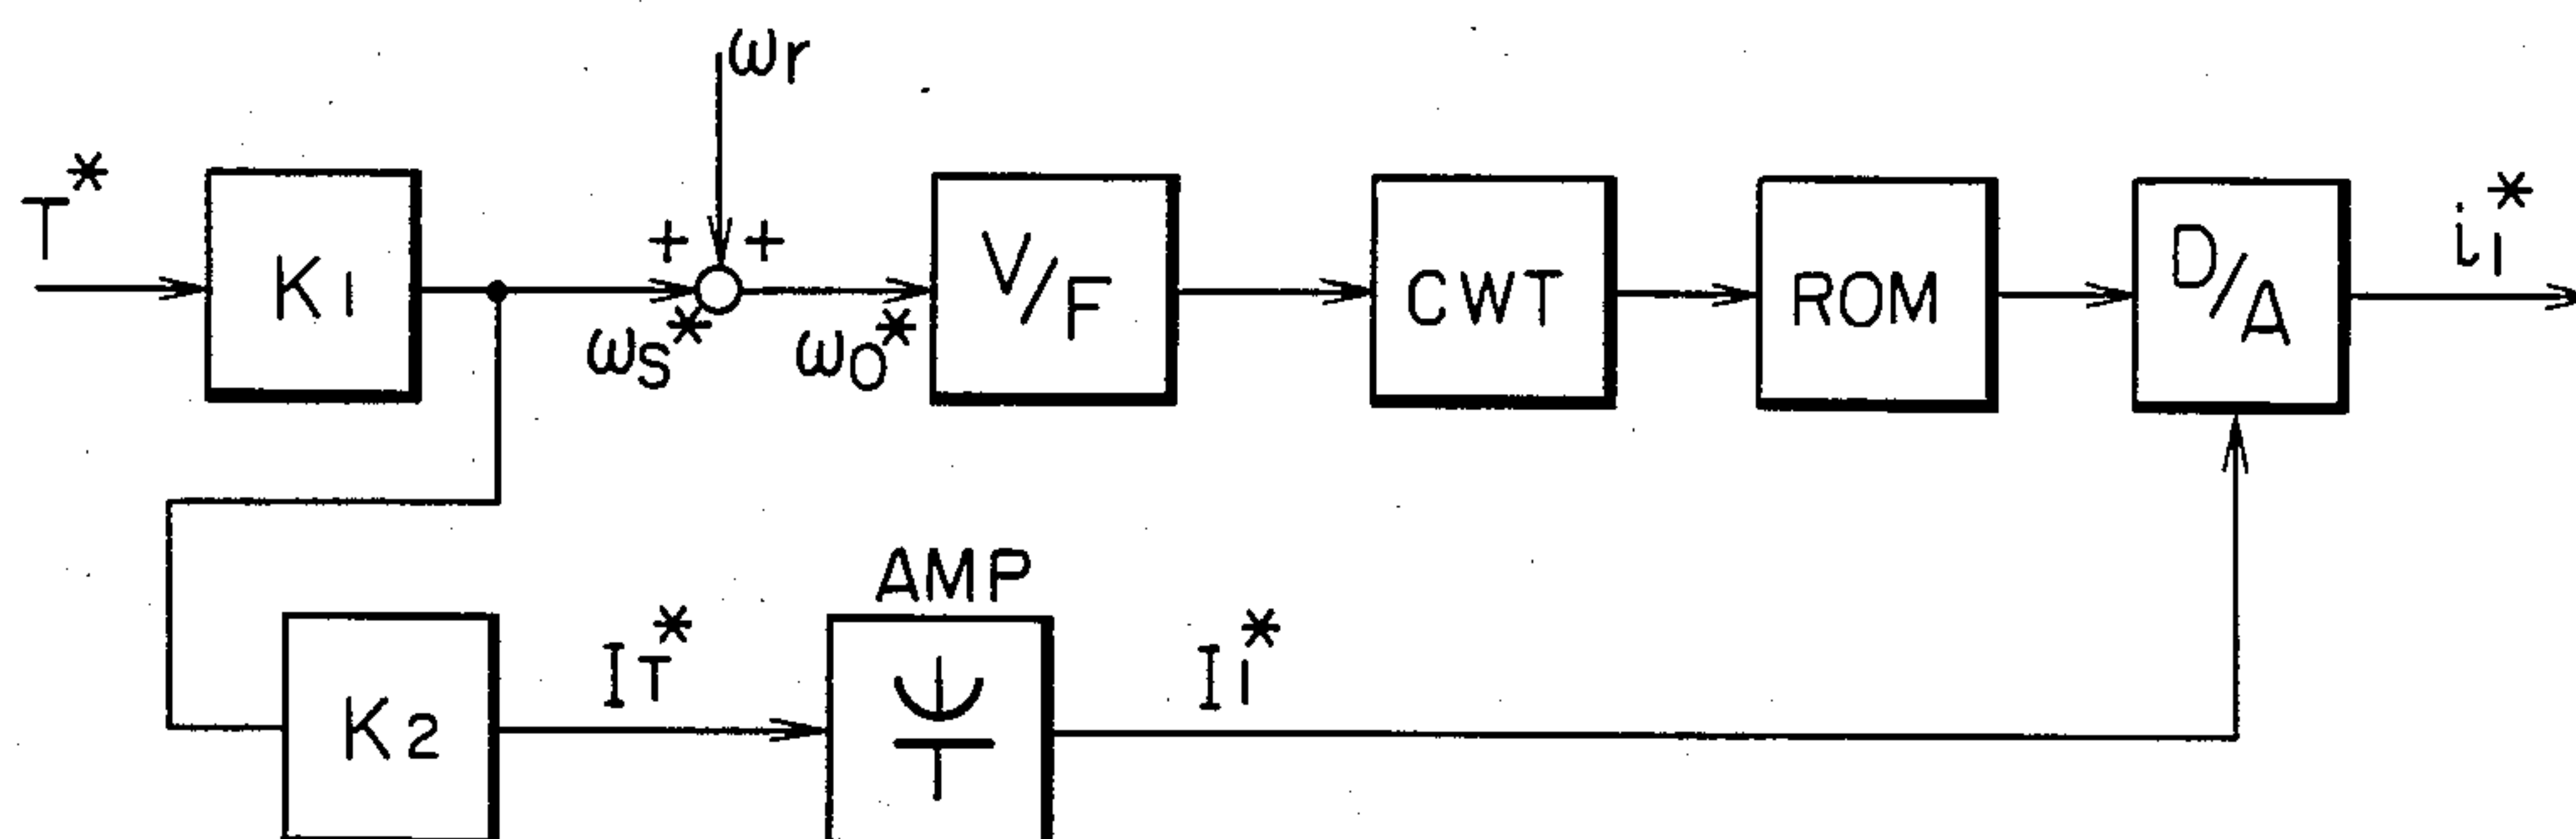 ωr
T*
K1
+
+
ωS*
ωO*
V/F
CWT
ROM
D/A
i1*
K2
IT*
AMP
I1*